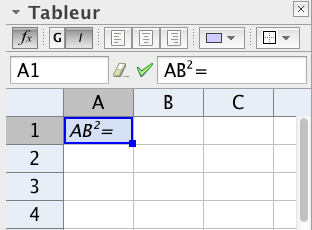 Tableur
fx G I
A1 AB²=
A B C
1 AB²=
2
3
4